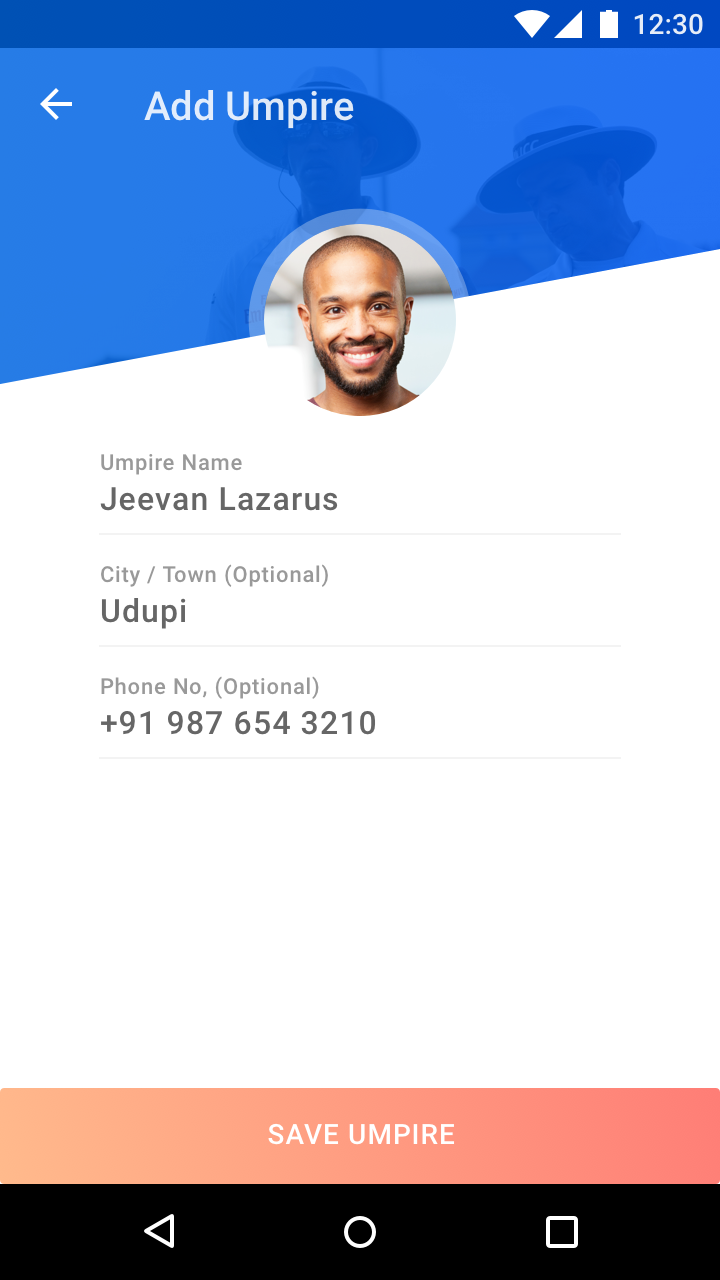 12:30
Add Umpire
Umpire Name
Jeevan Lazarus
City / Town (Optional)
Udupi
Phone No, (Optional)
+91 987 654 3210
SAVE UMPIRE